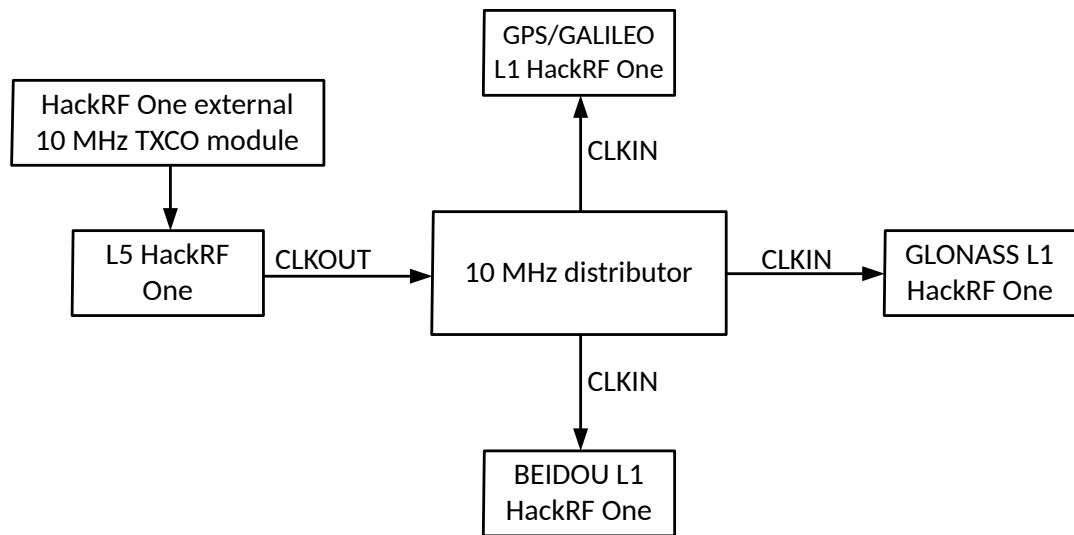 GPS/GALILEO
L1 HackRF One
HackRF One external
10 MHz TXCO module
CLKIN
L5 HackRF
One
CLKOUT
10 MHz distributor
CLKIN
GLONASS L1
HackRF One
CLKIN
BEIDOU L1
HackRF One